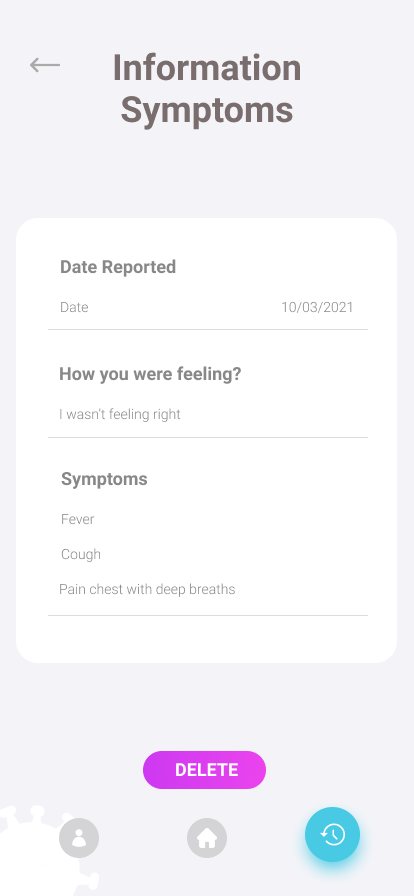 Information
Symptoms
Date Reported
Date 10/03/2021
How you were feeling?
I wasn't feeling right
Symptoms
Fever
Cough
Pain chest with deep breaths
DELETE